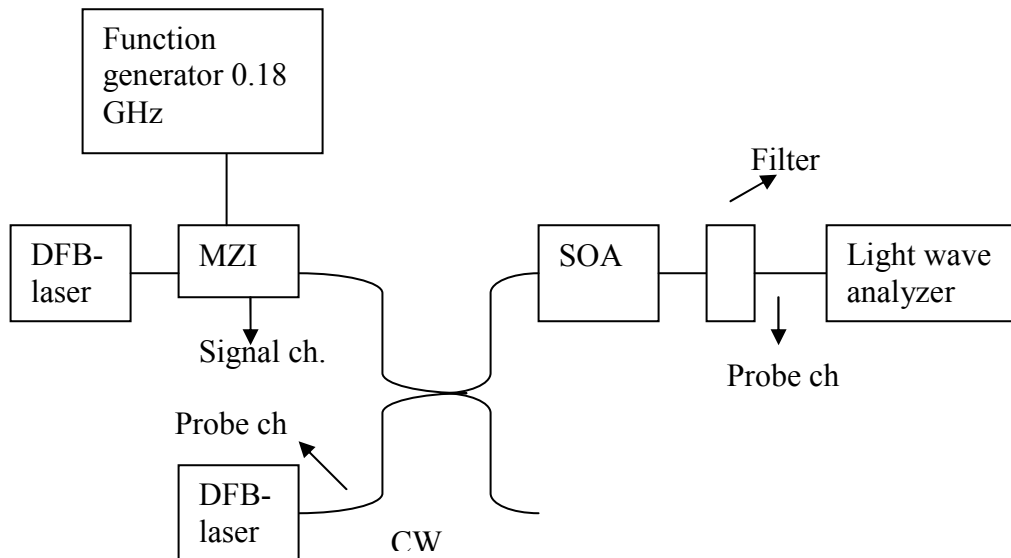 Function
generator 0.18
GHz
Filter
DFB-
laser
MZI
SOA
Light wave
analyzer
Signal ch.
Probe ch
Probe ch
DFB-
laser
CW